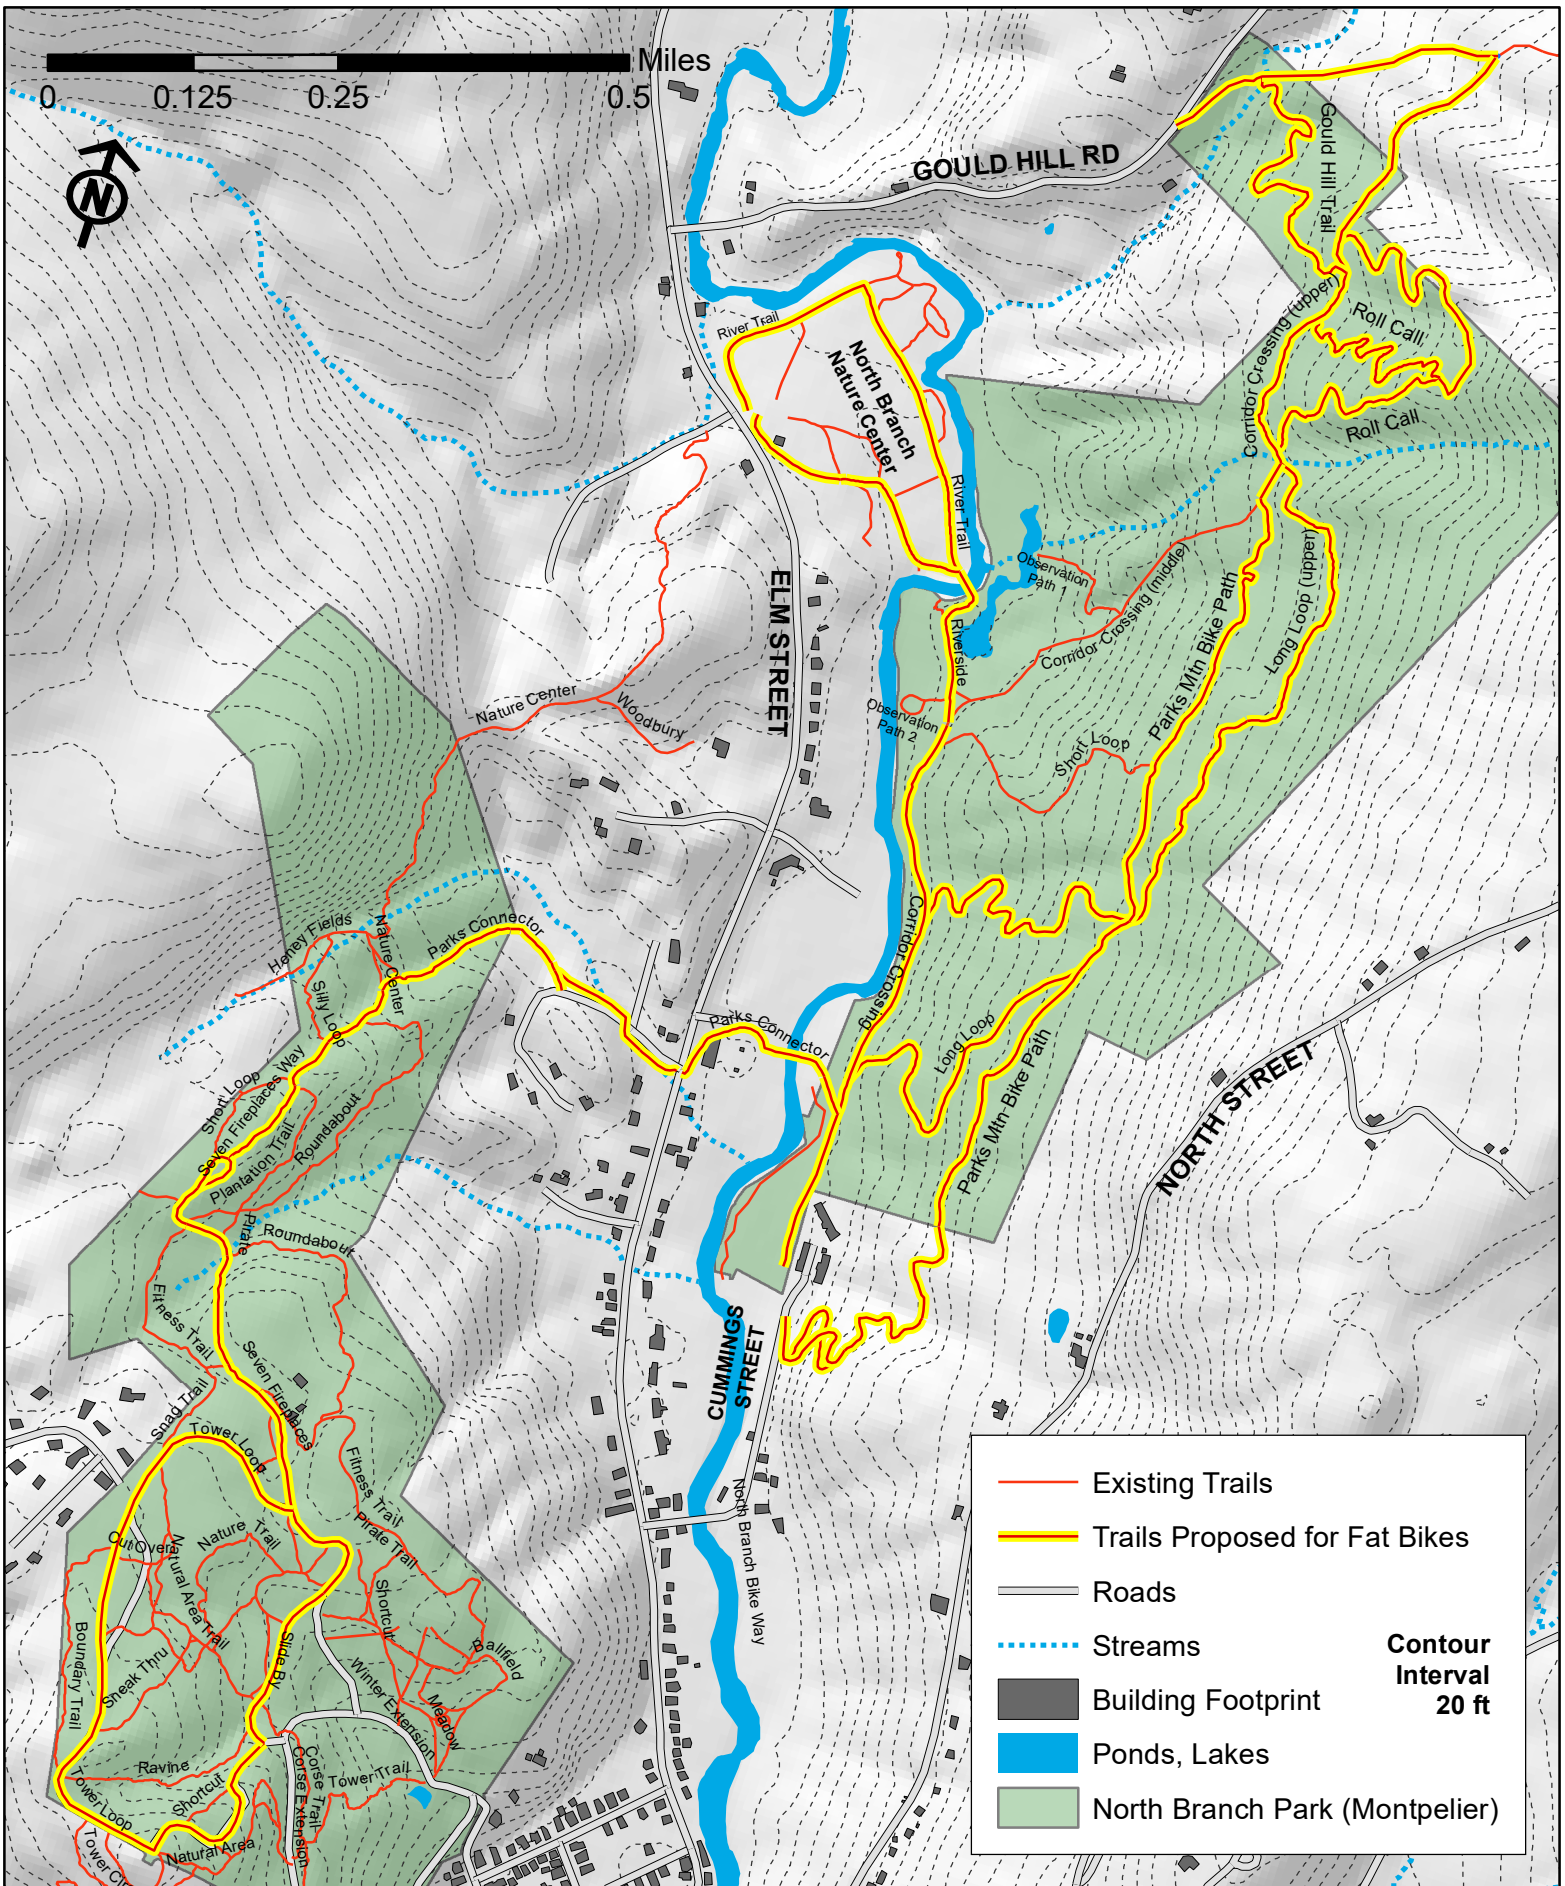 Miles
0 0.125 0.25 0.5
N
GOULD HILL RD
Gould Hill Trail
River Trail
North Branch
Nature Center
Corridor Crossing (upper)
Roll Call
Roll Call
River Trail
Observation
Path 1
ELM STREET
Corridor Crossing (middle)
Parks Mtn Bike Path
Long Loop (upper)
Riverside
Nature Center
Woodbury
Observation
Path 2
Short Loop
Heney Fields
Nature Center
Parks Connector
Corridor Crossing
Silly Loop
Parks Connector
Long Loop
Parks Mtn Bike Path
NORTH STREET
Short Loop
Seven Fireplaces Way
Plantation Trail
Roundabout
Pirate
Roundabout
Fitness Trail
CUMMINGS
STREET
Seven Fireplaces
Snag Trail
Tower Loop
Fitness Trail
Pirate Trail
North Branch Bike Way
Cut Over
Nature Trail
Natural Area Trail
Shortcut
Boundary Trail
Sneak Thru
Slide By
Ballfield
Winter Extension
Meadow
Ravine
Shortcut
Corse Trail
Corse Extension
Tower Trail
Tower Loop
Natural Area
Existing Trails
Trails Proposed for Fat Bikes
Roads
Streams
Building Footprint
Ponds, Lakes
North Branch Park (Montpelier)
Contour
Interval
20 ft